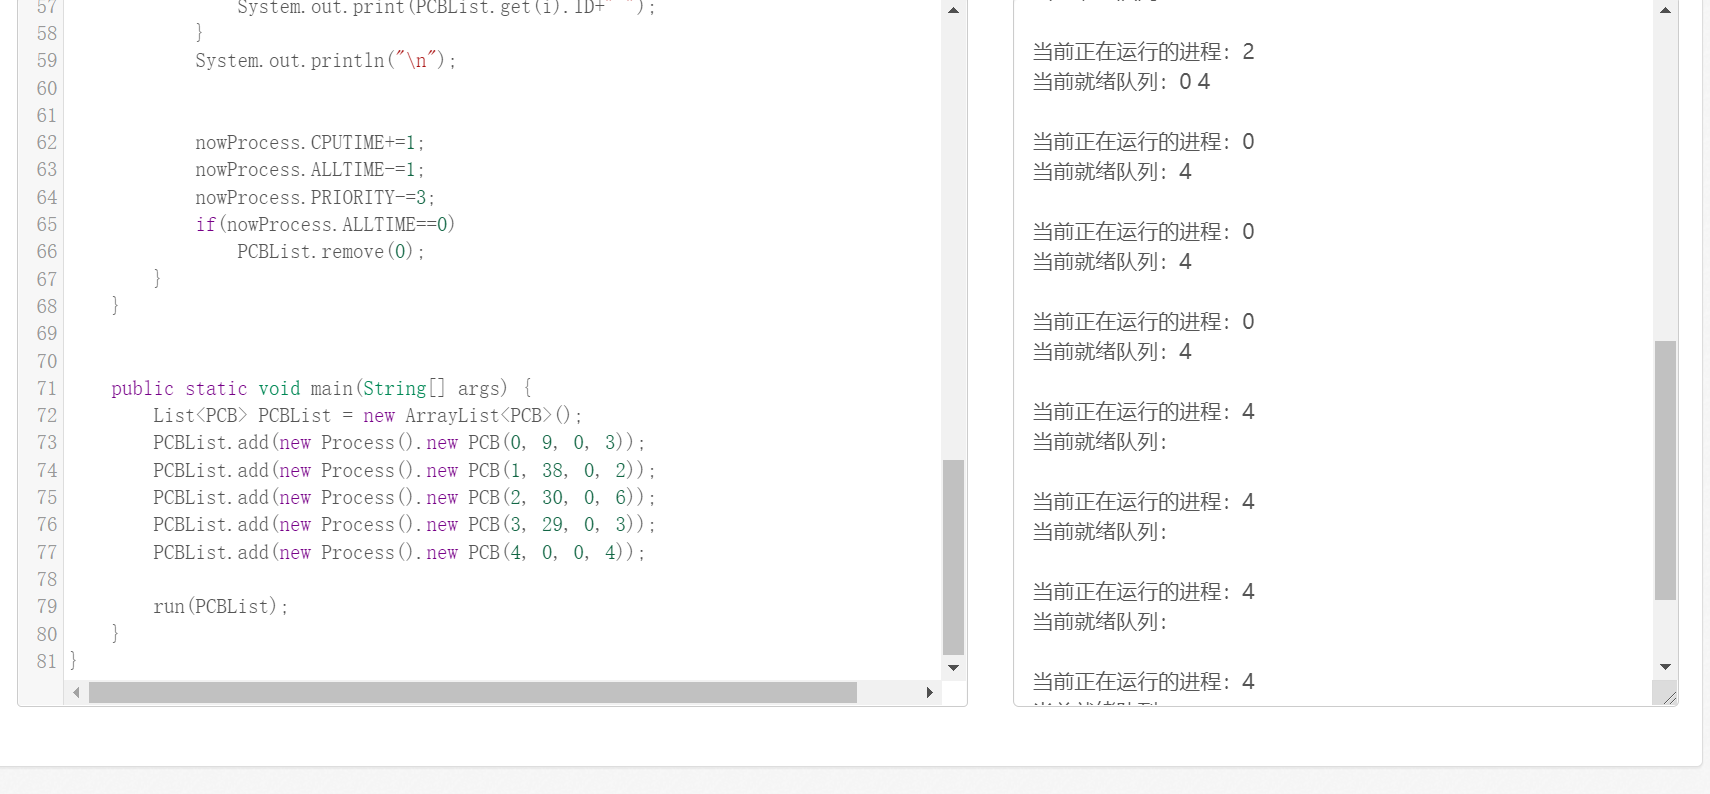 57 System.out.print(PCBList.get(i).ID+" ");
58 }
59 System.out.println("\n");
60
61
62 nowProcess.CPUTIME+=1;
63 nowProcess.ALLTIME-=1;
64 nowProcess.PRIORITY-=3;
65 if(nowProcess.ALLTIME==0)
66 PCBList.remove(0);
67 }
68 }
69
70
71 public static void main(String[] args) {
72 List<PCB> PCBList = new ArrayList<PCB>();
73 PCBList.add(new Process().new PCB(0, 9, 0, 3));
74 PCBList.add(new Process().new PCB(1, 38, 0, 2));
75 PCBList.add(new Process().new PCB(2, 30, 0, 6));
76 PCBList.add(new Process().new PCB(3, 29, 0, 3));
77 PCBList.add(new Process().new PCB(4, 0, 0, 4));
78
79 run(PCBList);
80 }
81 }
当前正在运行的进程：2
当前就绪队列：0 4
当前正在运行的进程：0
当前就绪队列：4
当前正在运行的进程：0
当前就绪队列：4
当前正在运行的进程：0
当前就绪队列：4
当前正在运行的进程：4
当前就绪队列：
当前正在运行的进程：4
当前就绪队列：
当前正在运行的进程：4
当前就绪队列：
当前正在运行的进程：4